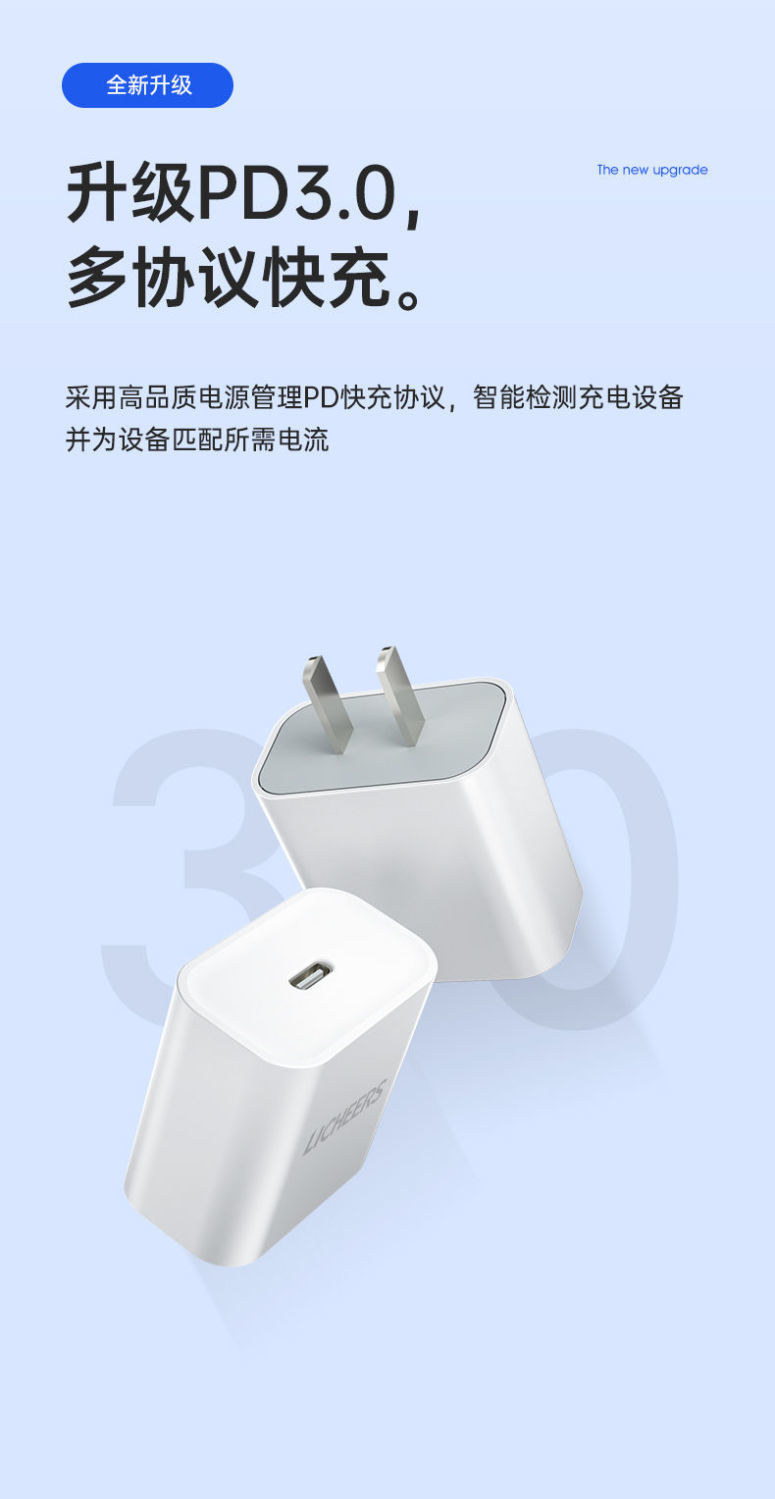 全新升级
升级PD3.0,
The new upgrade
多协议快充。
采用高品质电源管理PD快充协议，智能检测充电设备
并为设备匹配所需电流
3.0
LICHEERS